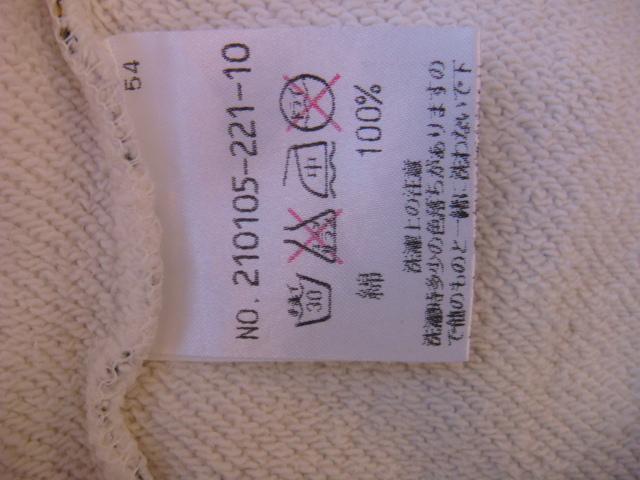 54
NO. 210105-221-10
30
中
綿 100%
洗濯上の注意
洗濯時多少の色落ちがありますの
で他のものと一緒に洗わないで下